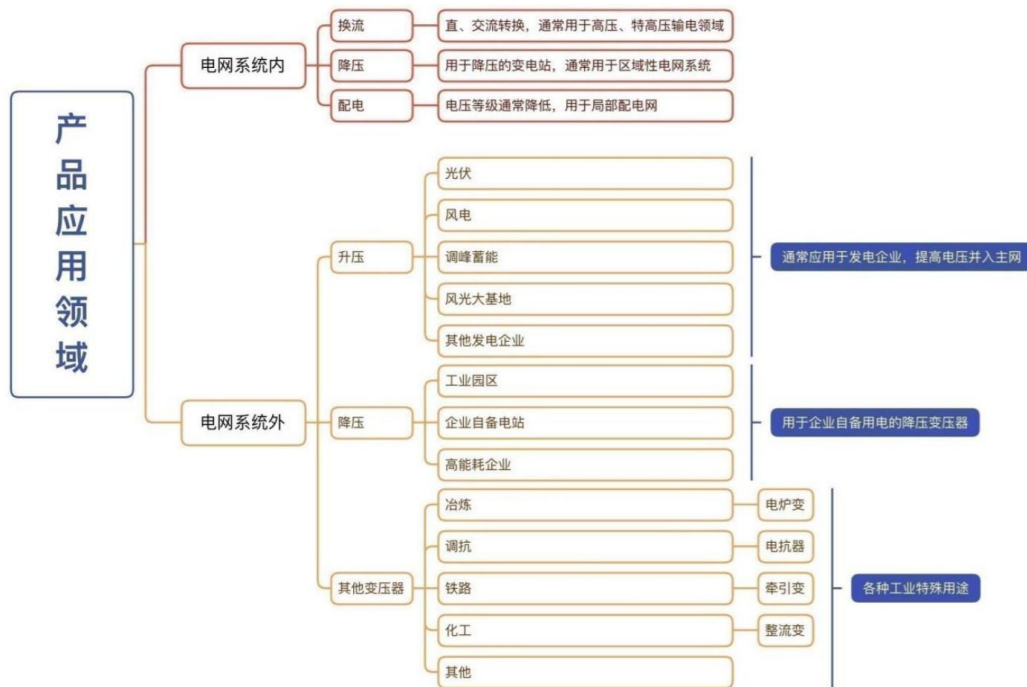 产品应用领域
电网系统内
换流
直、交流转换，通常用于高压、特高压输电领域
降压
用于降压的变电站，通常用于区域性电网系统
配电
电压等级通常降低，用于局部配电网
电网系统外
升压
光伏
风电
调峰蓄能
风光大基地
其他发电企业
通常应用于发电企业，提高电压并入主网
降压
工业园区
企业自备电站
高能耗企业
用于企业自备用电的降压变压器
其他变压器
冶炼
电炉变
调抗
电抗器
铁路
牵引变
化工
整流变
其他
各种工业特殊用途